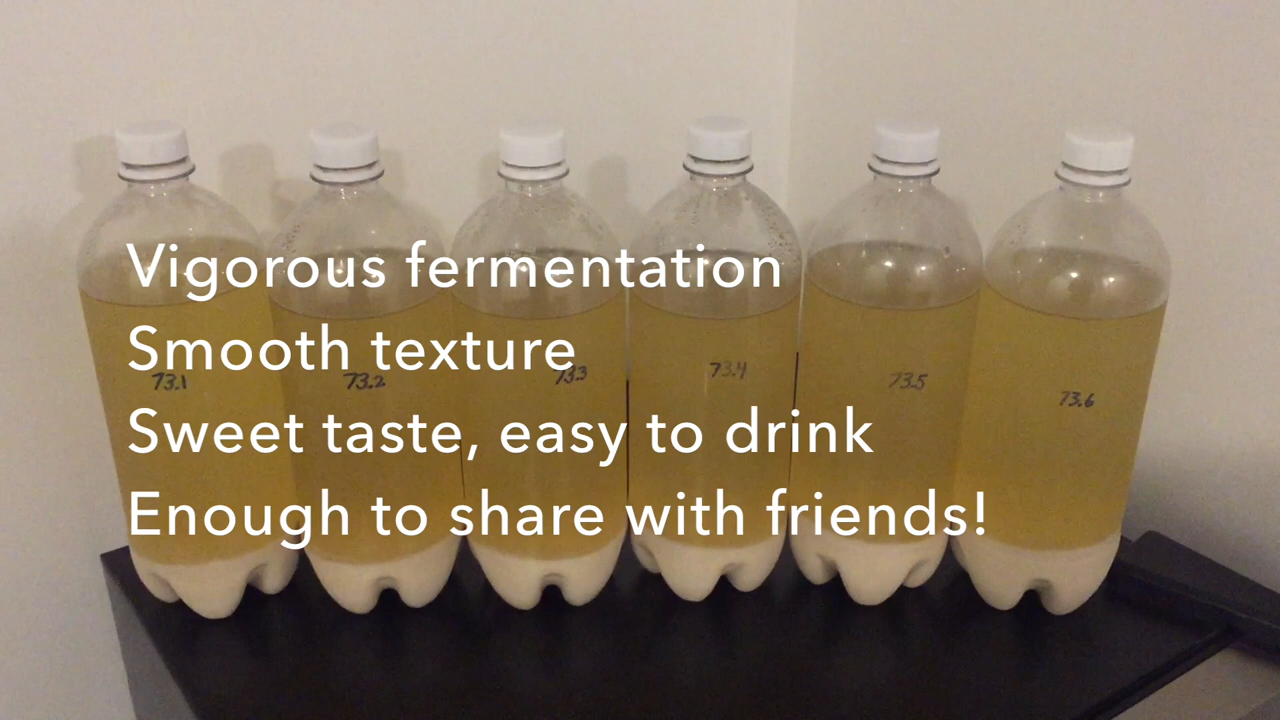 Vigorous fermentation
Smooth texture
Sweet taste, easy to drink
Enough to share with friends!
73.1
73.2
73.3
73.4
73.5
73.6